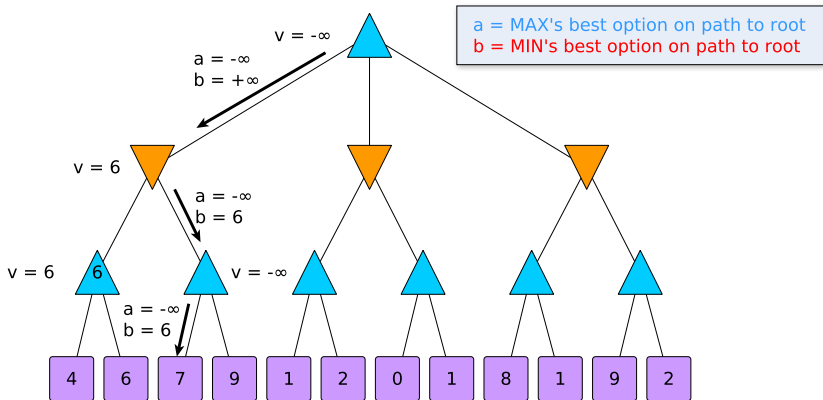 a = MAX's best option on path to root
b = MIN's best option on path to root
v = -∞
a = -∞
b = +∞
v = 6
a = -∞
b = 6
v = 6
6
v = -∞
a = -∞
b = 6
4 6 7 9 1 2 0 1 8 1 9 2